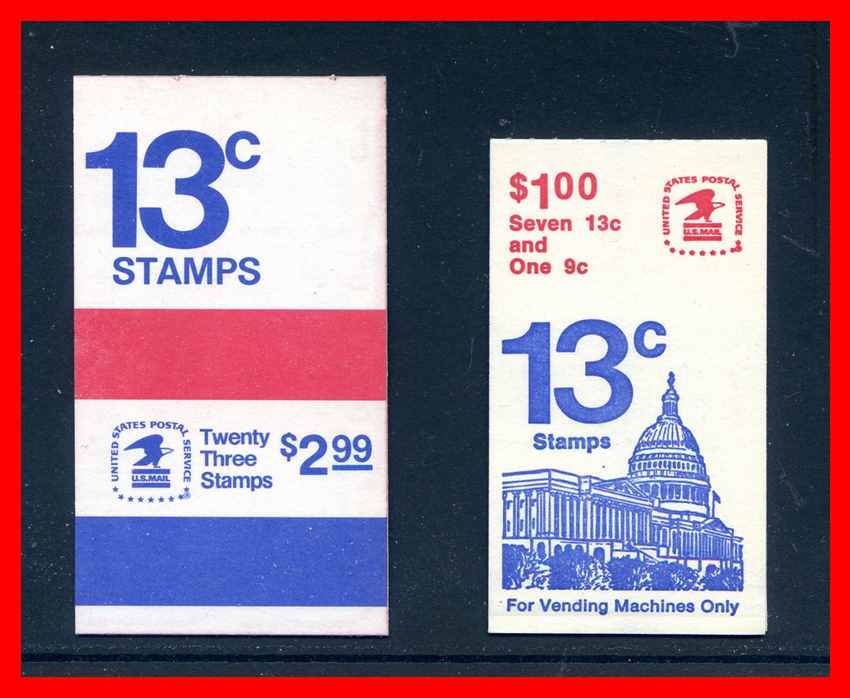 13c
STAMPS
UNITED STATES POSTAL SERVICE
U.S.MAIL
®
Twenty
Three
Stamps
$2.99
$1.00
Seven 13c
and
One 9c
UNITED STATES POSTAL SERVICE
U.S.MAIL
13c
Stamps
For Vending Machines Only